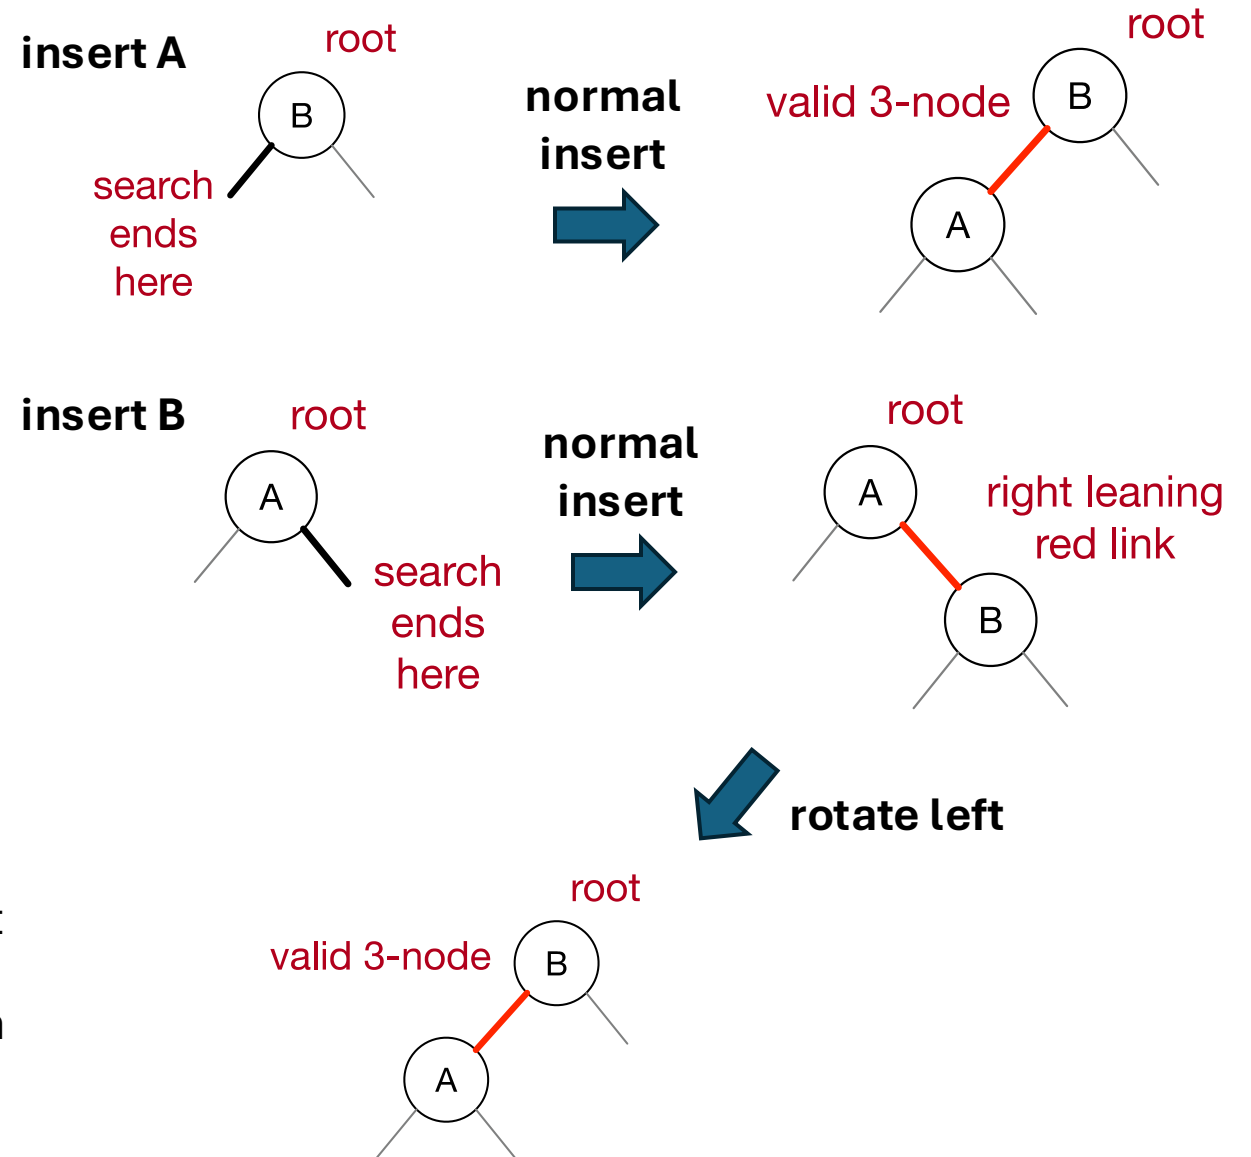 insert A
root
B
search
ends
here
normal
insert
root
valid 3-node
B
A
insert B
root
A
search
ends
here
normal
insert
root
A
right leaning
red link
B
rotate left
root
valid 3-node
B
A